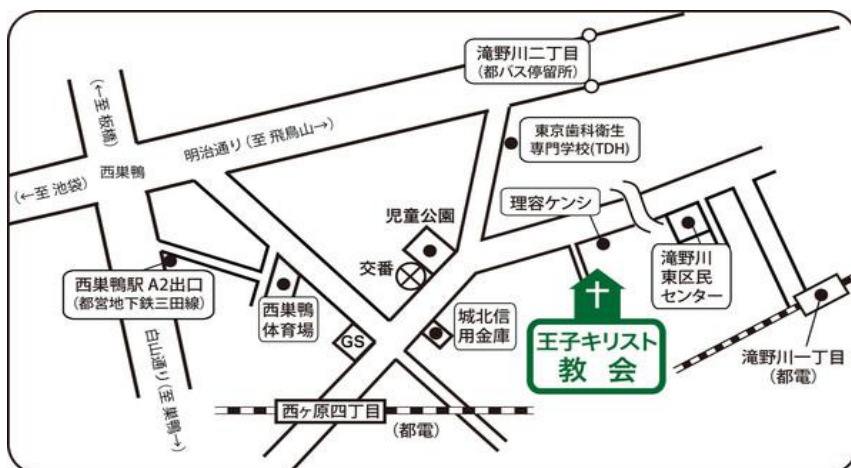 滝野川二丁目
(都バス停留所)
(←至 板橋)
明治通り (至 飛鳥山→)
西巣鴨
(←至 池袋)
東京歯科衛生
専門学校(TDH)
理容ケンシ
児童公園
交番
滝野川
東区民
センター
西巣鴨駅 A2出口
(都営地下鉄三田線)
西巣鴨
体育場
城北信
用金庫
GS
王子キリスト
教会
滝野川一丁目
(都電)
白山通り (至 巣鴨→)
西ヶ原四丁目
(都電)